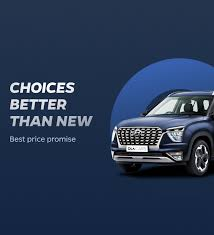 CHOICES
BETTER
THAN NEW
Best price promise